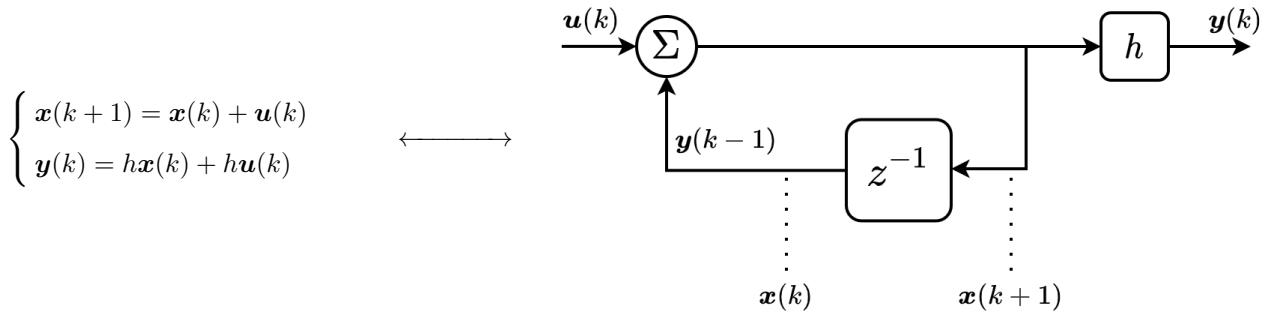 𝒙(k + 1) = 𝒙(k) + 𝒖(k)
𝒚(k) = h𝒙(k) + h𝒖(k)
𝒖(k)
Σ
h
𝒚(k)
𝒚(k − 1)
z⁻¹
𝒙(k)
𝒙(k + 1)